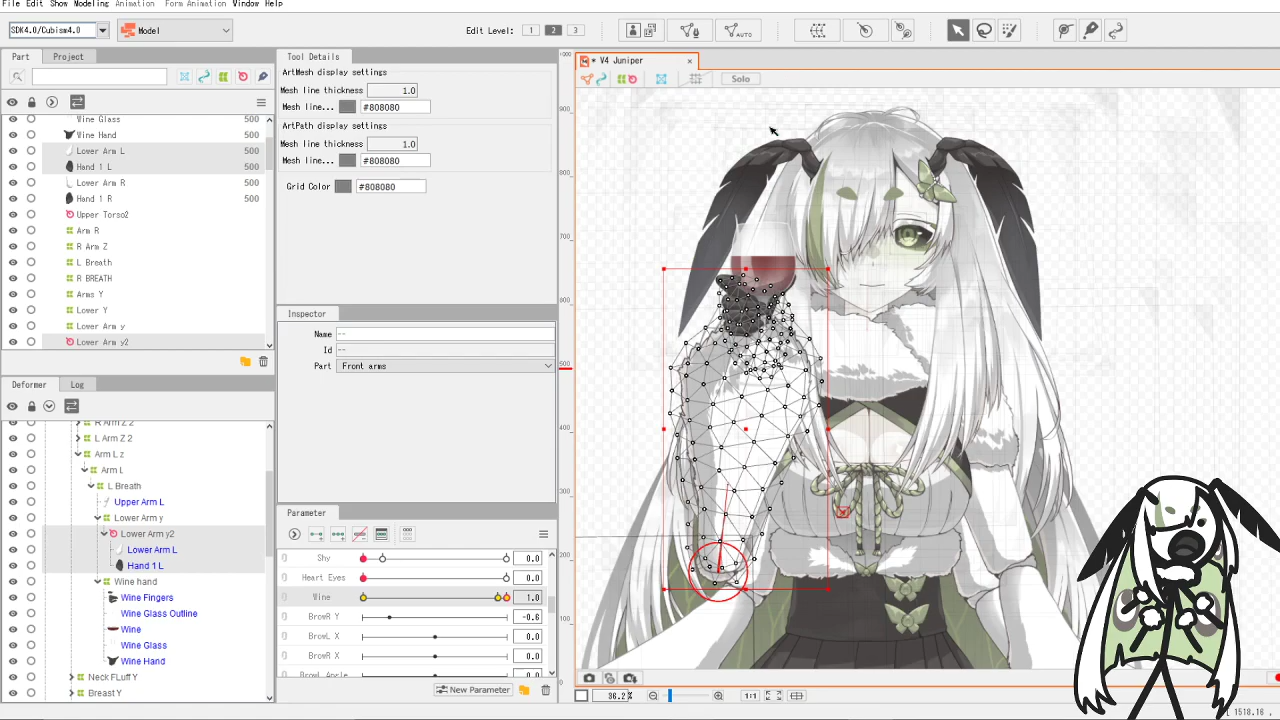 File Edit Show Modeling Animation Form Animation Window Help
SDK4.0/Cubism4.0 Model Edit Level: 1 2 3 AUTO
Part Project
Wine Glass 500
Wine Hand 500
Lower Arm L 500
Hand 1 L 500
Lower Arm R 500
Hand 1 R 500
Upper Torso2
Arm R
R Arm Z
L Breath
R BREATH
Arms Y
Lower Y
Lower Arm y
Lower Arm y2
Deformer Log
R Arm Z 2
L Arm Z 2
Arm L z
Arm L
L Breath
Upper Arm L
Lower Arm y
Lower Arm y2
Lower Arm L
Hand 1 L
Wine hand
Wine Fingers
Wine Glass Outline
Wine
Wine Glass
Wine Hand
Neck FLuff Y
Breast Y
Tool Details
ArtMesh display settings
Mesh line thickness 1.0
Mesh line... #808080
ArtPath display settings
Mesh line thickness 1.0
Mesh line... #808080
Grid Color #808080
Inspector
Name --
Id --
Part Front arms
Parameter
Shy 0.0
Heart Eyes 0.0
Wine 1.0
BrowR Y -0.6
BrowL X 0.0
BrowR X 0.0
BrowL Angle
New Parameter
* V4 Juniper
Solo
1000
900
800
700
600
500
400
300
200
100
0
36.2% 1:1
1518.16 ,